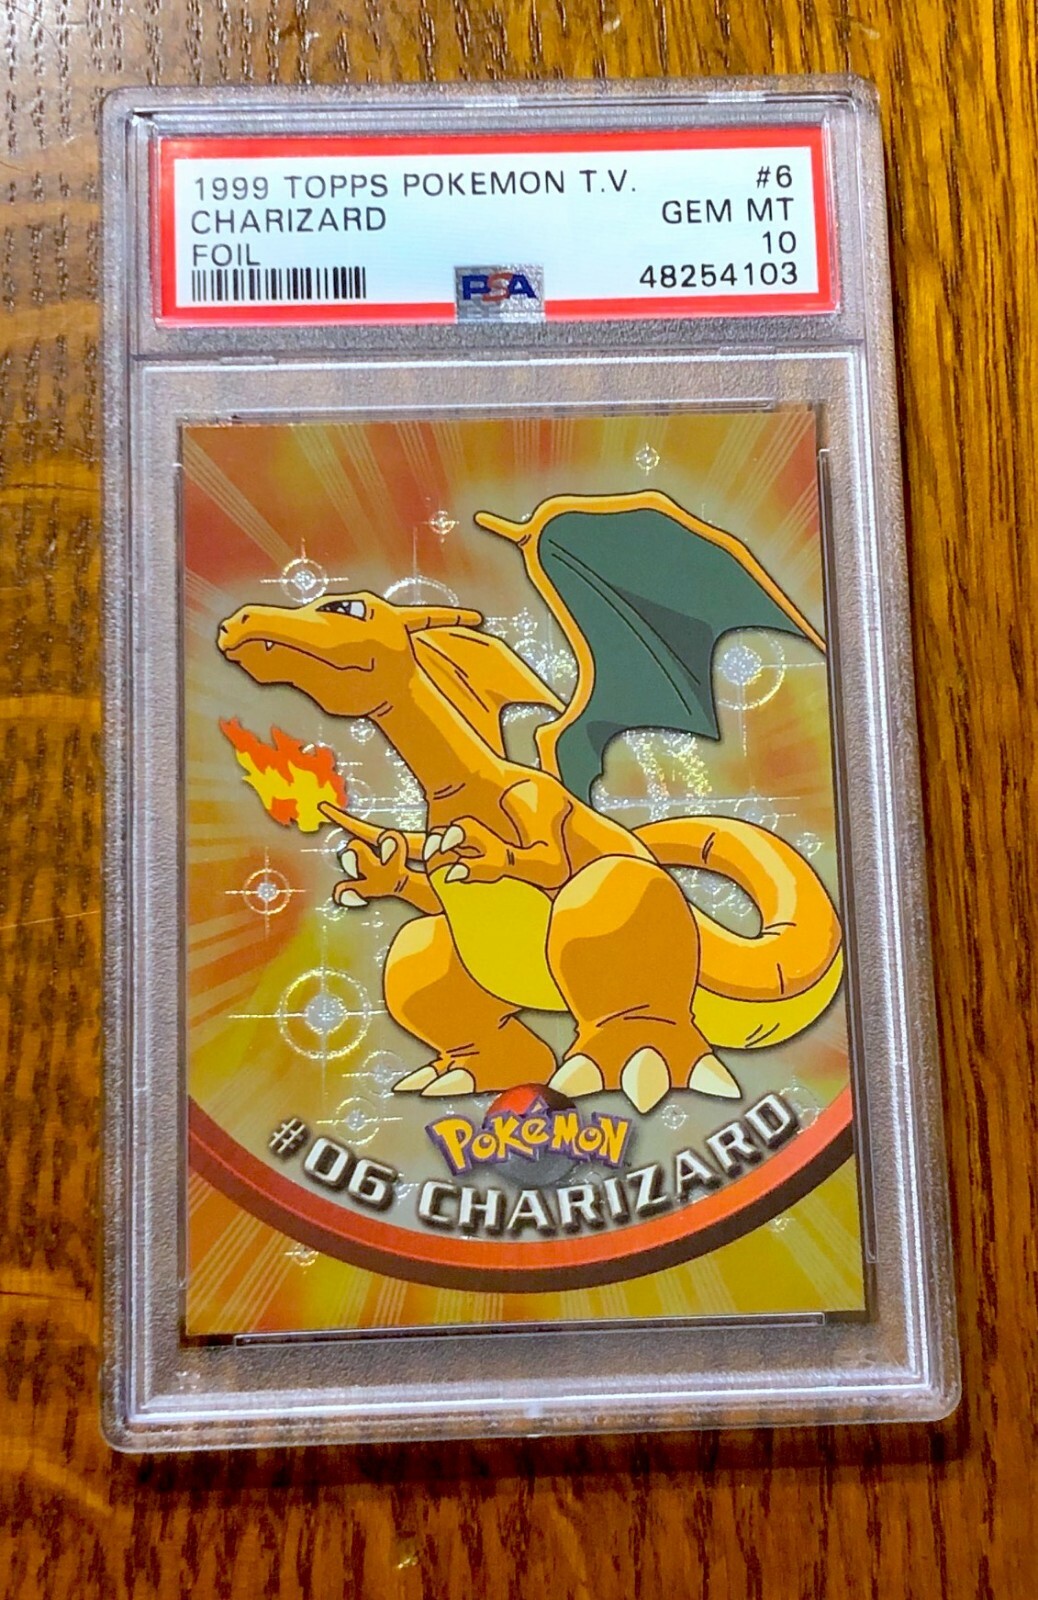 1999 TOPPS POKEMON T.V. #6
CHARIZARD GEM MT
FOIL 10
48254103
PSA
POKéMON
#06 CHARIZARD